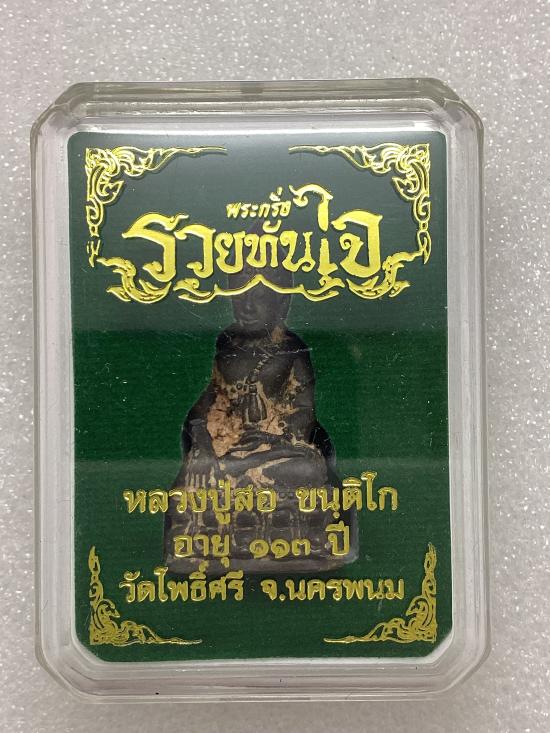 พระกริ่ง
รวยทันใจ
หลวงปู่สอ ขนฺติโก
อายุ ๑๑๓ ปี
วัดโพธิ์ศรี จ.นครพนม